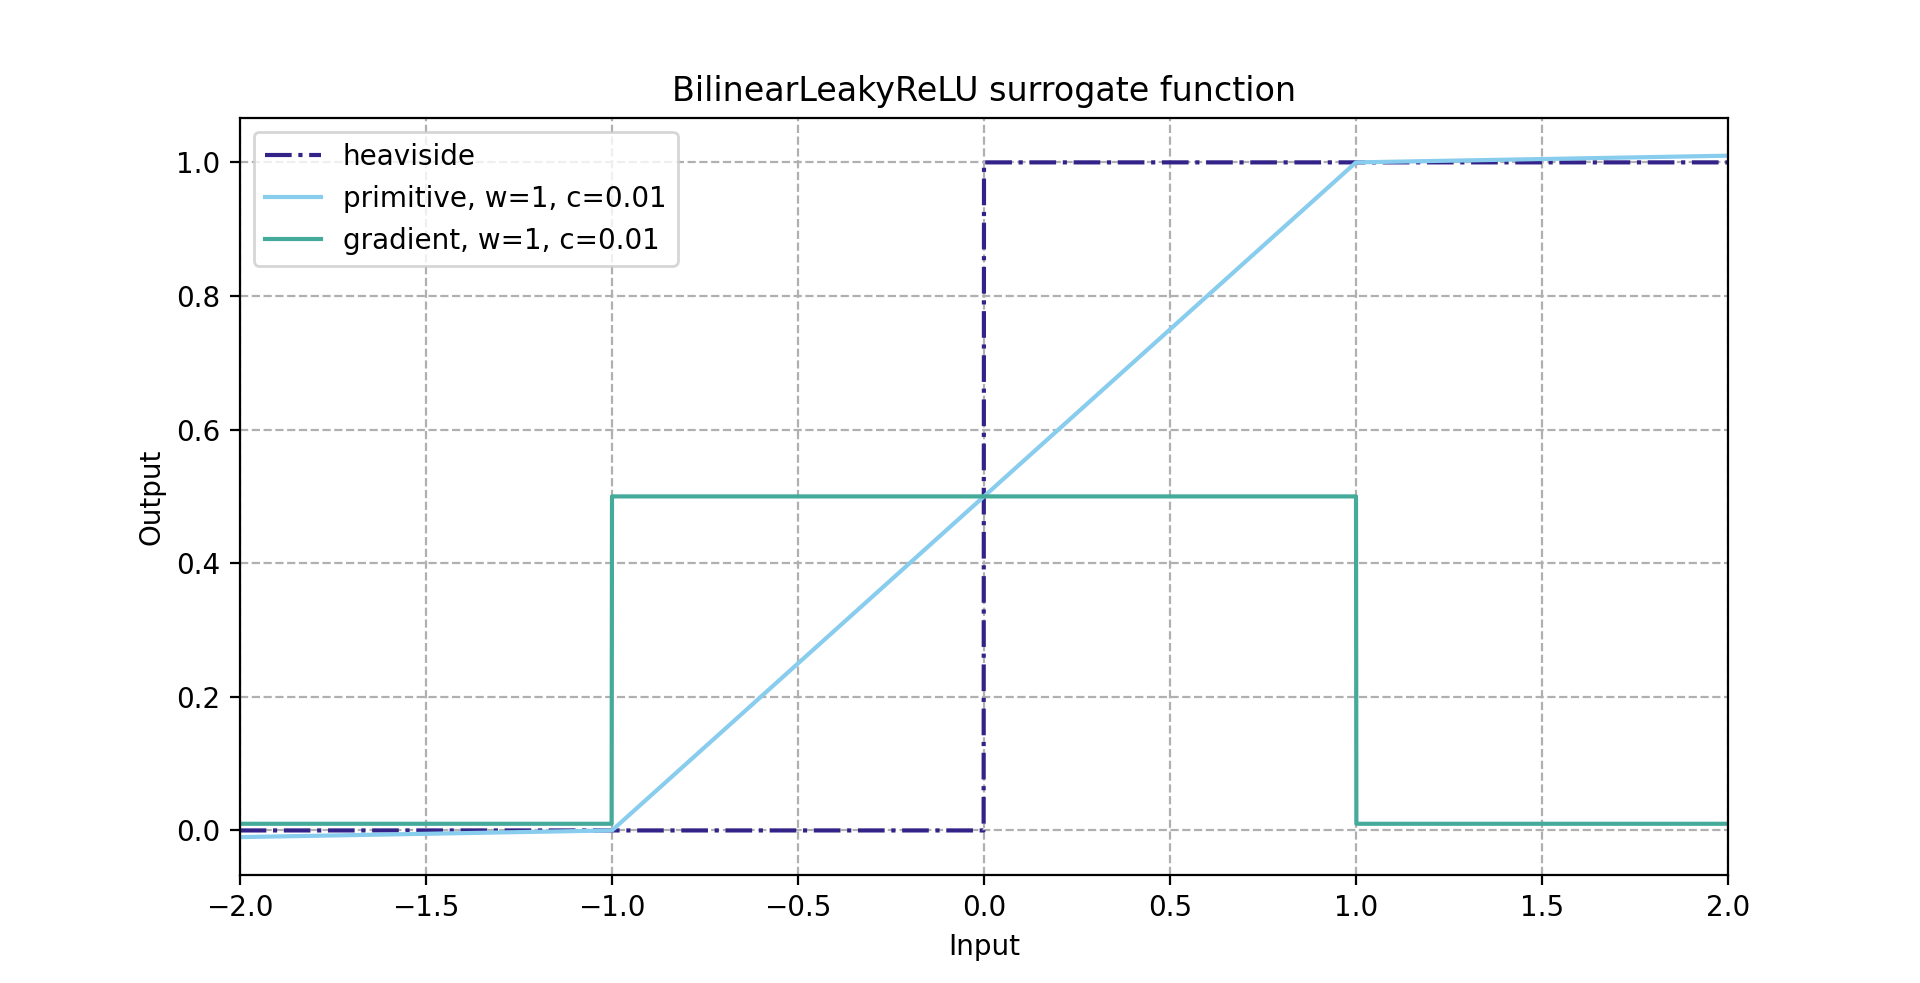 BilinearLeakyReLU surrogate function
heaviside
primitive, w=1, c=0.01
gradient, w=1, c=0.01
1.0
0.8
0.6
0.4
0.2
0.0
Output
−2.0 −1.5 −1.0 −0.5 0.0 0.5 1.0 1.5 2.0
Input